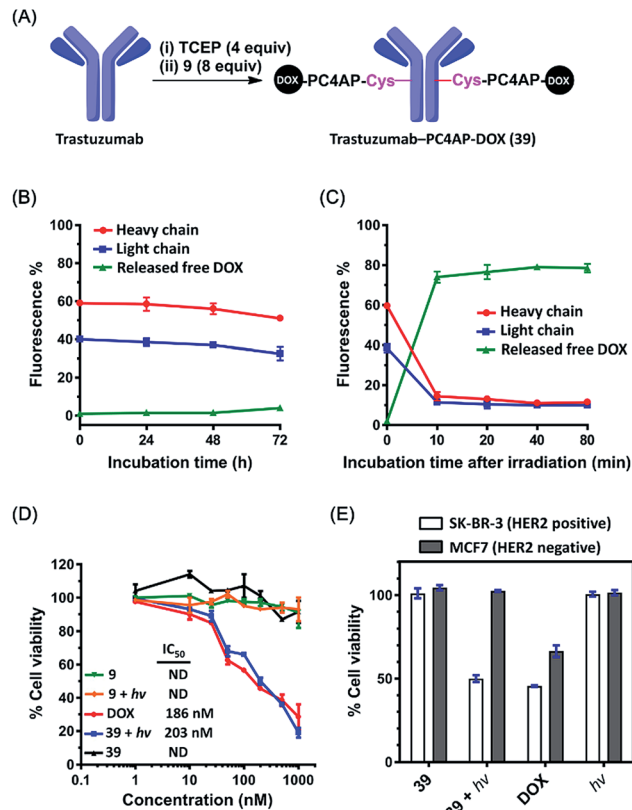 (A)
(i) TCEP (4 equiv)
(ii) 9 (8 equiv)
DOX-PC4AP-Cys
Cys-PC4AP-DOX
Trastuzumab
Trastuzumab–PC4AP-DOX (39)
(B)
Heavy chain
Light chain
Released free DOX
Fluorescence %
100
80
60
40
20
0
0 24 48 72
Incubation time (h)
(C)
Heavy chain
Light chain
Released free DOX
Fluorescence %
100
80
60
40
20
0
0 10 20 40 80
Incubation time after irradiation (min)
(D)
% Cell viability
120
100
80
60
40
20
0
IC50
9 ND
9 + hv ND
DOX 186 nM
39 + hv 203 nM
39 ND
0.1 1 10 100 1000
Concentration (nM)
(E)
SK-BR-3 (HER2 positive)
MCF7 (HER2 negative)
% Cell viability
100
50
0
39
39 + hv
DOX
hv